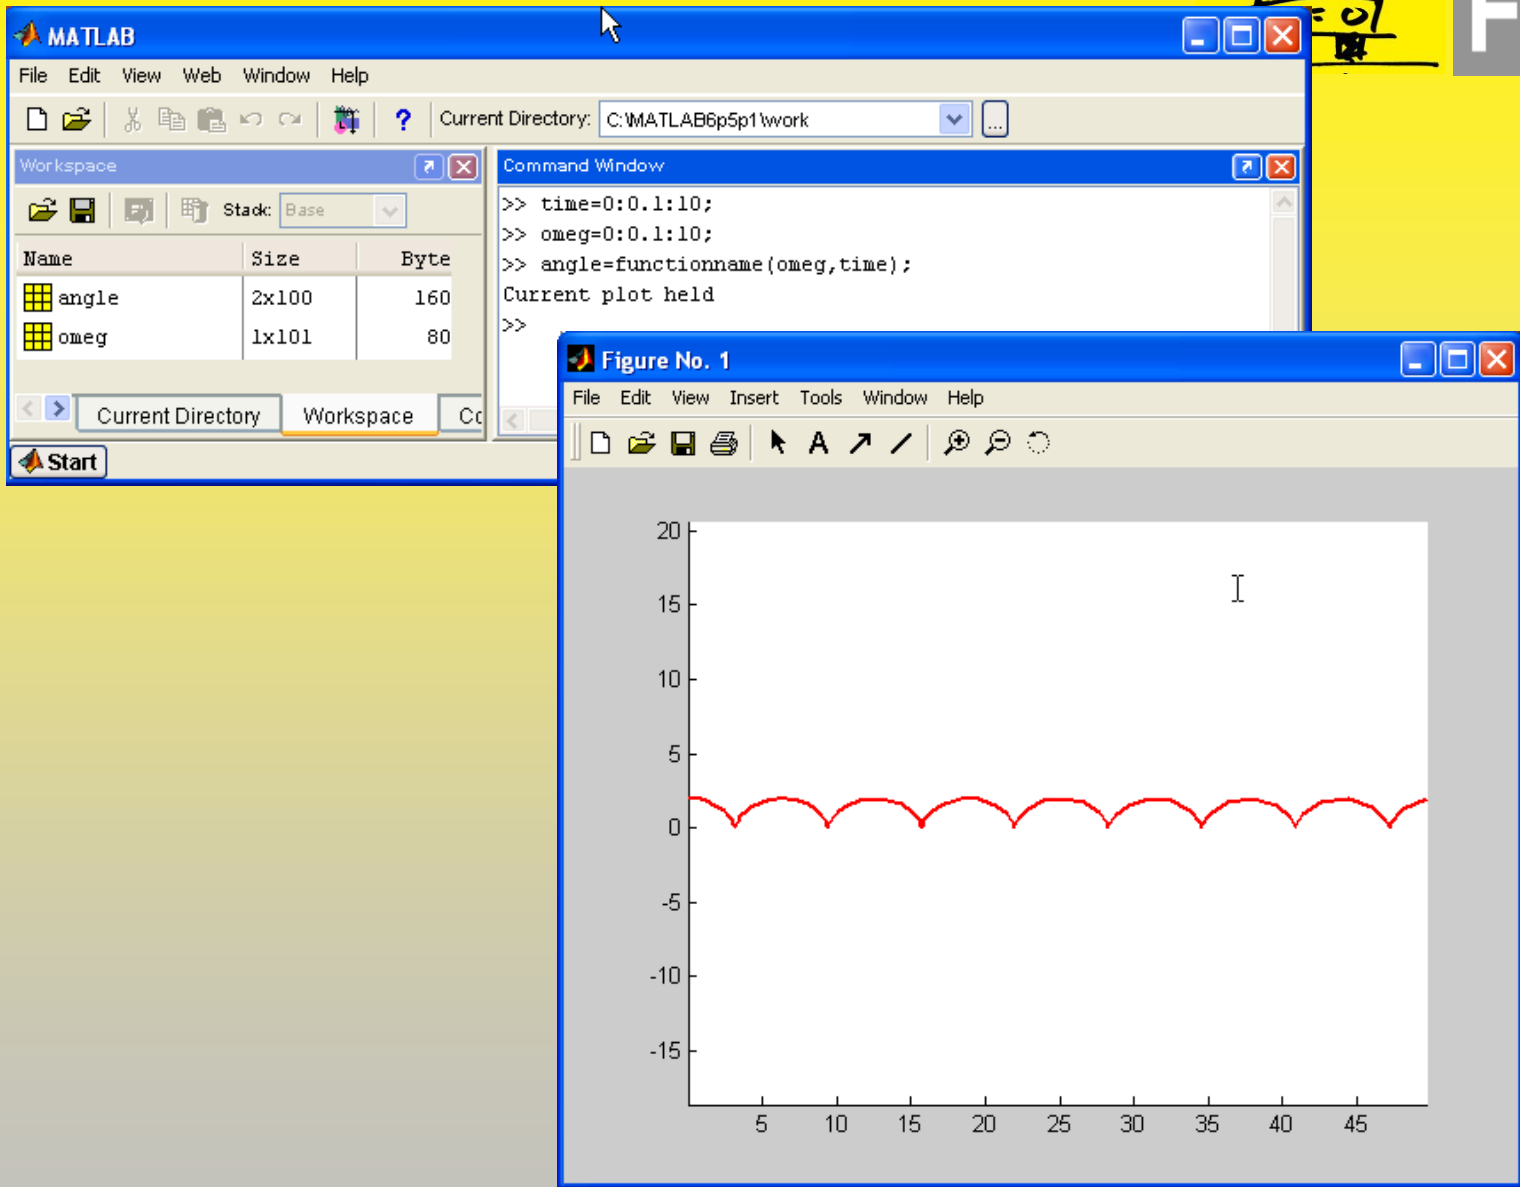 = 01
F
MATLAB
File Edit View Web Window Help
? Current Directory: C:\MATLAB6p5p1\work ...
Workspace
Stack: Base
Name Size Byte
angle 2x100 160
omeg 1x101 80
Current Directory Workspace Co
Start
Command Window
>> time=0:0.1:10;
>> omeg=0:0.1:10;
>> angle=functionname(omeg,time);
Current plot held
>>
Figure No. 1
File Edit View Insert Tools Window Help
A
20
15
10
5
0
-5
-10
-15
5 10 15 20 25 30 35 40 45